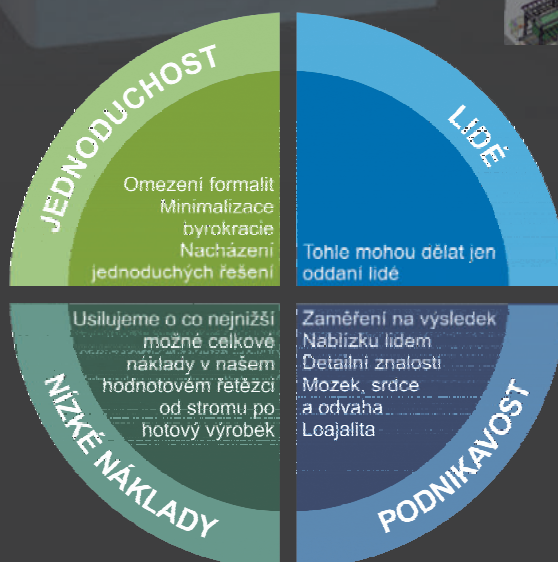 JEDNODUCHOST
Omezení formalit
Minimalizace
byrokracie
Nacházení
jednoduchých řešení
LIDÉ
Tohle mohou dělat jen
oddaní lidé
Usilujeme o co nejnižší
možné celkové
náklady v našem
hodnotovém řetězci
od stromu po
hotový výrobek
NÍZKÉ NÁKLADY
Zaměření na výsledek
Nablízku lidem
Detailní znalosti
Mozek, srdce
a odvaha
Loajalita
PODNIKAVOST